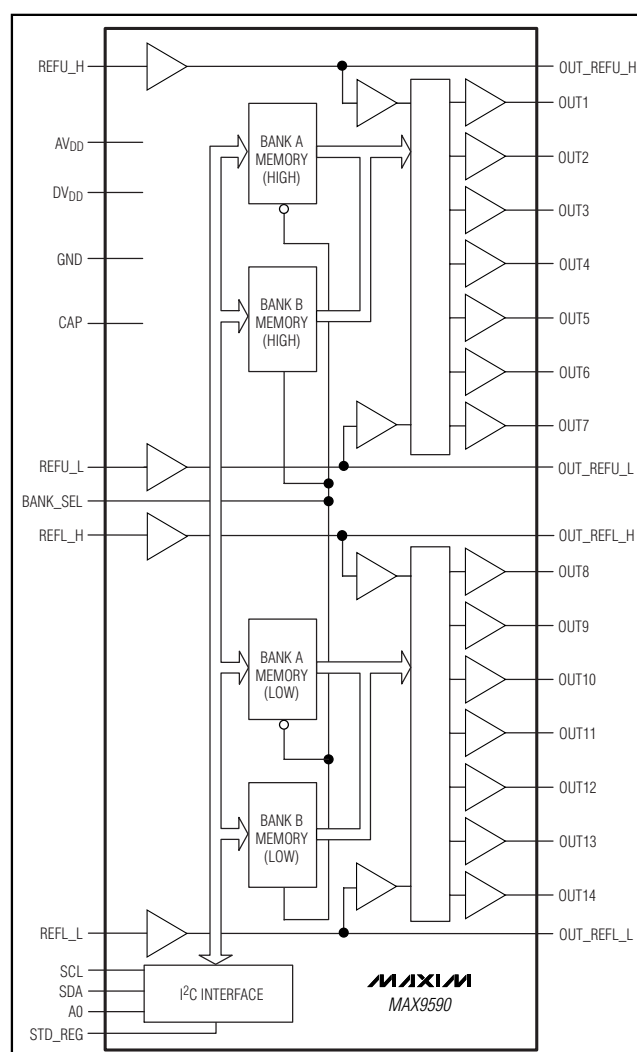 REFU_H
OUT_REFU_H
OUT1
AVDD
BANK A
MEMORY
(HIGH)
OUT2
DVDD
OUT3
GND
OUT4
BANK B
MEMORY
(HIGH)
CAP
OUT5
OUT6
OUT7
REFU_L
OUT_REFU_L
BANK_SEL
REFL_H
OUT_REFL_H
OUT8
OUT9
BANK A
MEMORY
(LOW)
OUT10
OUT11
OUT12
BANK B
MEMORY
(LOW)
OUT13
OUT14
REFL_L
OUT_REFL_L
SCL
SDA
A0
STD_REG
I2C INTERFACE
MAXIM
MAX9590